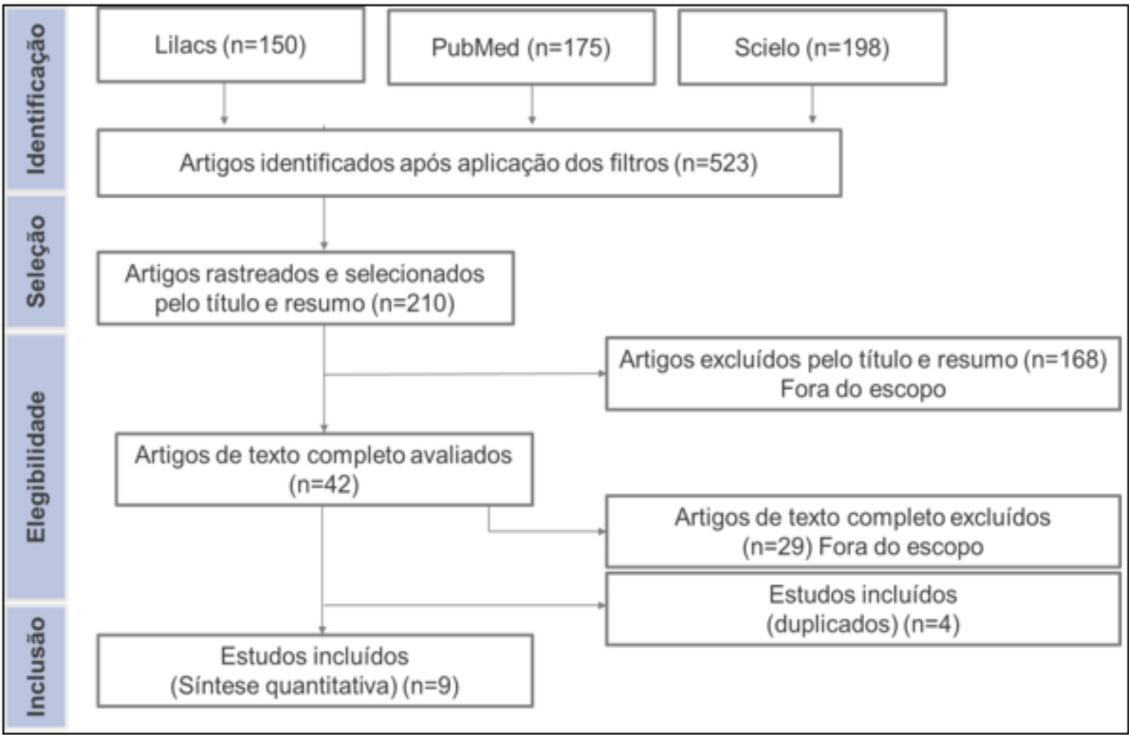 Identificação
Lilacs (n=150)
PubMed (n=175)
Scielo (n=198)
Artigos identificados após aplicação dos filtros (n=523)
Seleção
Artigos rastreados e selecionados
pelo título e resumo (n=210)
Elegibilidade
Artigos excluídos pelo título e resumo (n=168)
Fora do escopo
Artigos de texto completo avaliados
(n=42)
Artigos de texto completo excluídos
(n=29) Fora do escopo
Estudos incluídos
(duplicados) (n=4)
Inclusão
Estudos incluídos
(Síntese quantitativa) (n=9)